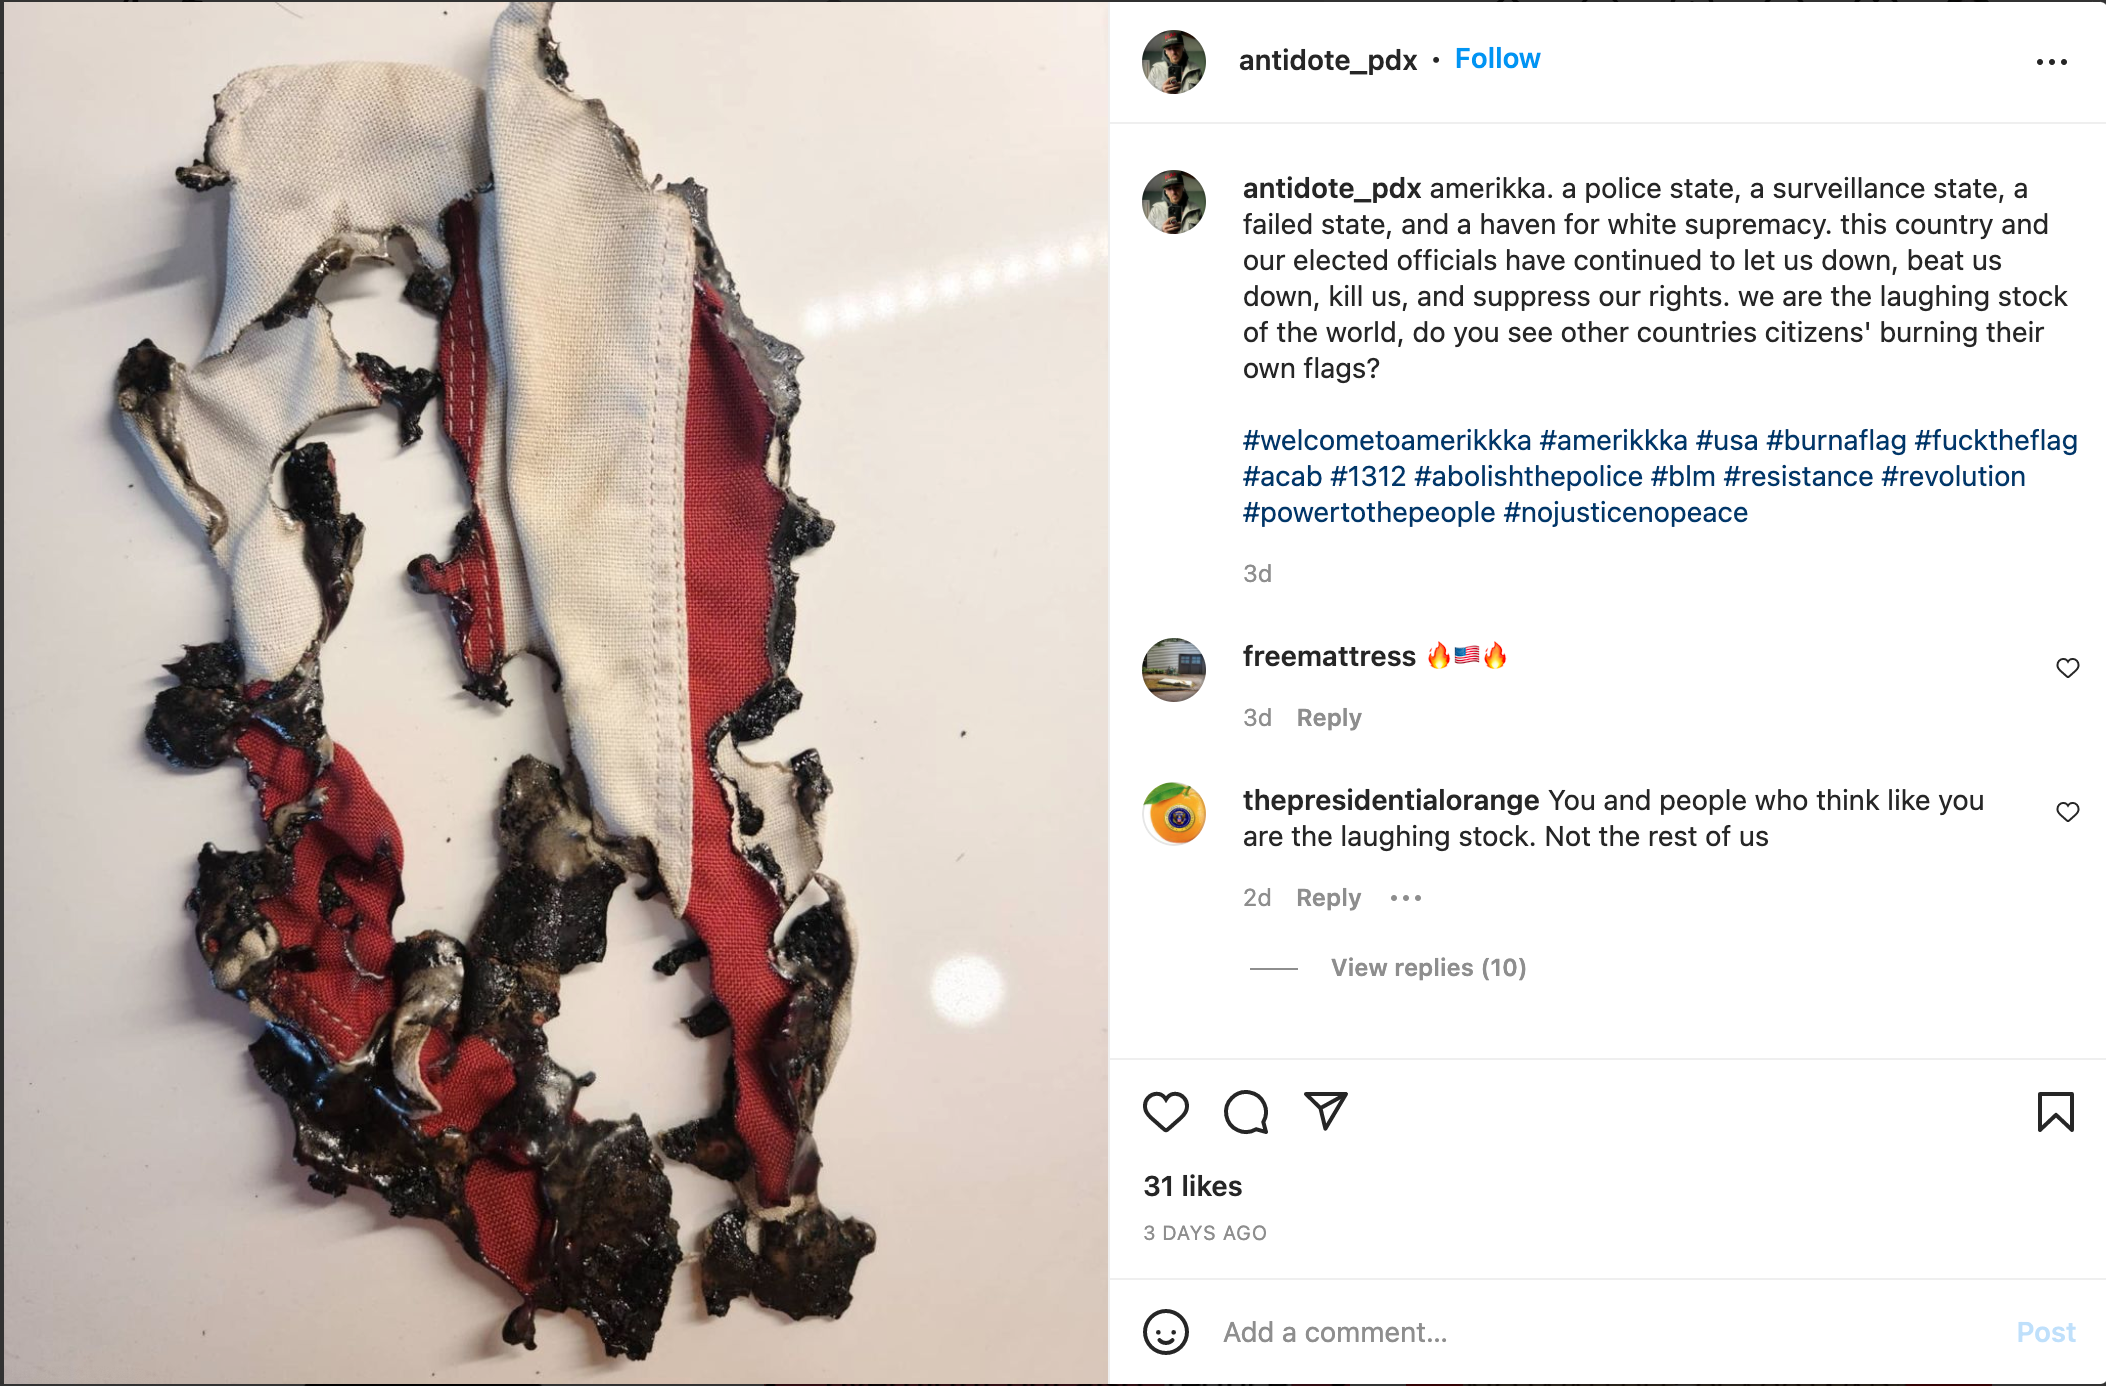 antidote_pdx • Follow
antidote_pdx amerikka. a police state, a surveillance state, a
failed state, and a haven for white supremacy. this country and
our elected officials have continued to let us down, beat us
down, kill us, and suppress our rights. we are the laughing stock
of the world, do you see other countries citizens' burning their
own flags?
#welcometoamerikkka #amerikkka #usa #burnaflag #fucktheflag
#acab #1312 #abolishthepolice #blm #resistance #revolution
#powertothepeople #nojusticenopeace
3d
freemattress 🔥🇺🇸🔥
3d Reply
thepresidentialorange You and people who think like you
are the laughing stock. Not the rest of us
2d Reply
View replies (10)
31 likes
3 DAYS AGO
Add a comment...
Post